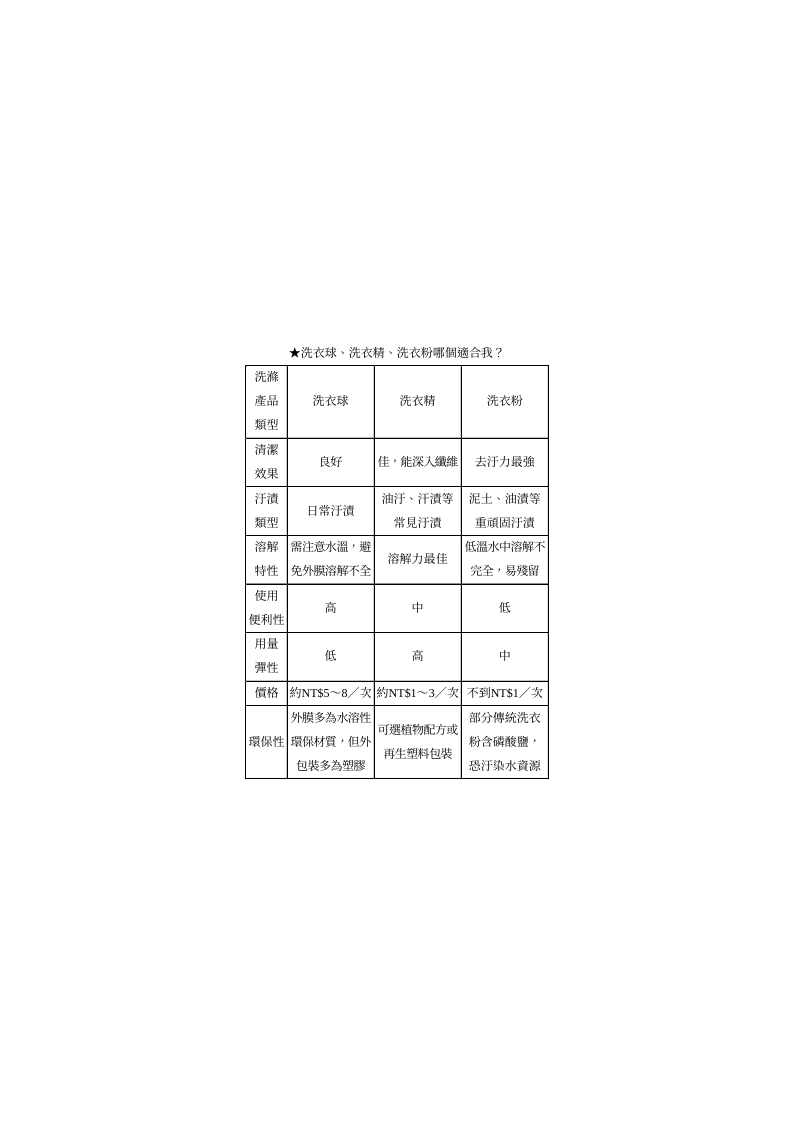 ★洗衣球、洗衣精、洗衣粉哪個適合我？
洗滌
產品
類型
洗衣球
洗衣精
洗衣粉
清潔
效果
良好
佳，能深入纖維
去汙力最強
汙漬
類型
日常汙漬
油汙、汗漬等
常見汙漬
泥土、油漬等
重頑固汙漬
溶解
特性
需注意水溫，避
免外膜溶解不全
溶解力最佳
低溫水中溶解不
完全，易殘留
使用
便利性
高
中
低
用量
彈性
低
高
中
價格
約NT$5～8／次
約NT$1～3／次
不到NT$1／次
環保性
外膜多為水溶性
環保材質，但外
包裝多為塑膠
可選植物配方或
再生塑料包裝
部分傳統洗衣
粉含磷酸鹽，
恐汙染水資源